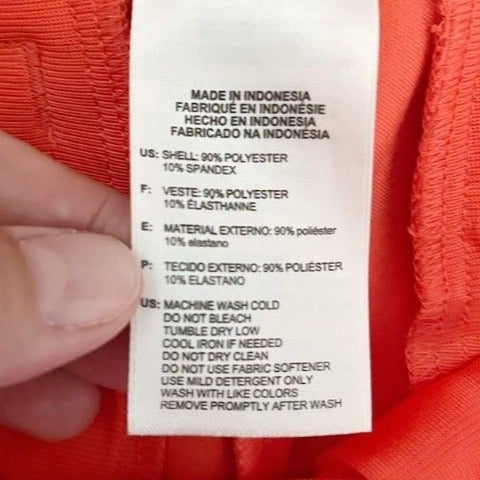 MADE IN INDONESIA
FABRIQUÉ EN INDONÉSIE
HECHO EN INDONESIA
FABRICADO NA INDONÉSIA
US: SHELL: 90% POLYESTER
10% SPANDEX
F: VESTE: 90% POLYESTER
10% ÉLASTHANNE
E: MATERIAL EXTERNO: 90% poliéster
10% elastano
P: TECIDO EXTERNO: 90% POLIÉSTER
10% ELASTANO
US: MACHINE WASH COLD
DO NOT BLEACH
TUMBLE DRY LOW
COOL IRON IF NEEDED
DO NOT DRY CLEAN
DO NOT USE FABRIC SOFTENER
USE MILD DETERGENT ONLY
WASH WITH LIKE COLORS
REMOVE PROMPTLY AFTER WASH